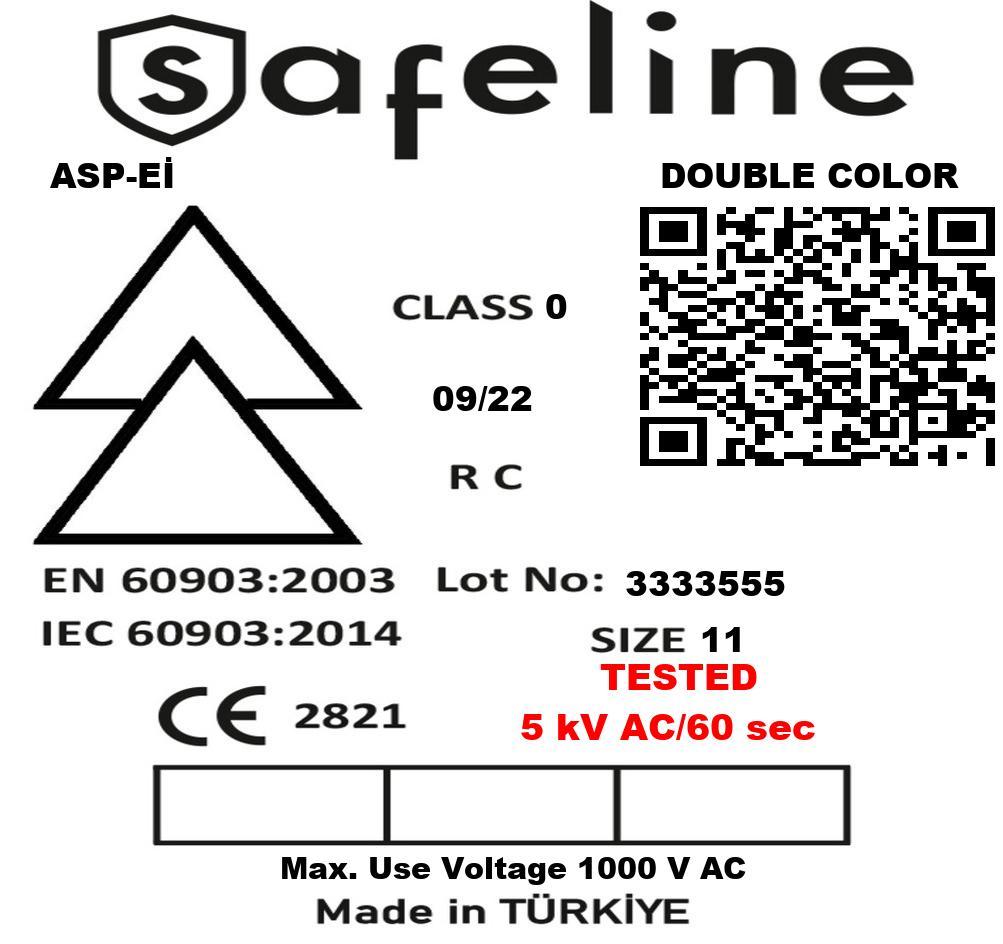 safeline
ASP-Eİ
DOUBLE COLOR
CLASS 0
09/22
R C
EN 60903:2003
Lot No: 3333555
IEC 60903:2014
SIZE 11
TESTED
CE 2821
5 kV AC/60 sec
Max. Use Voltage 1000 V AC
Made in TÜRKİYE